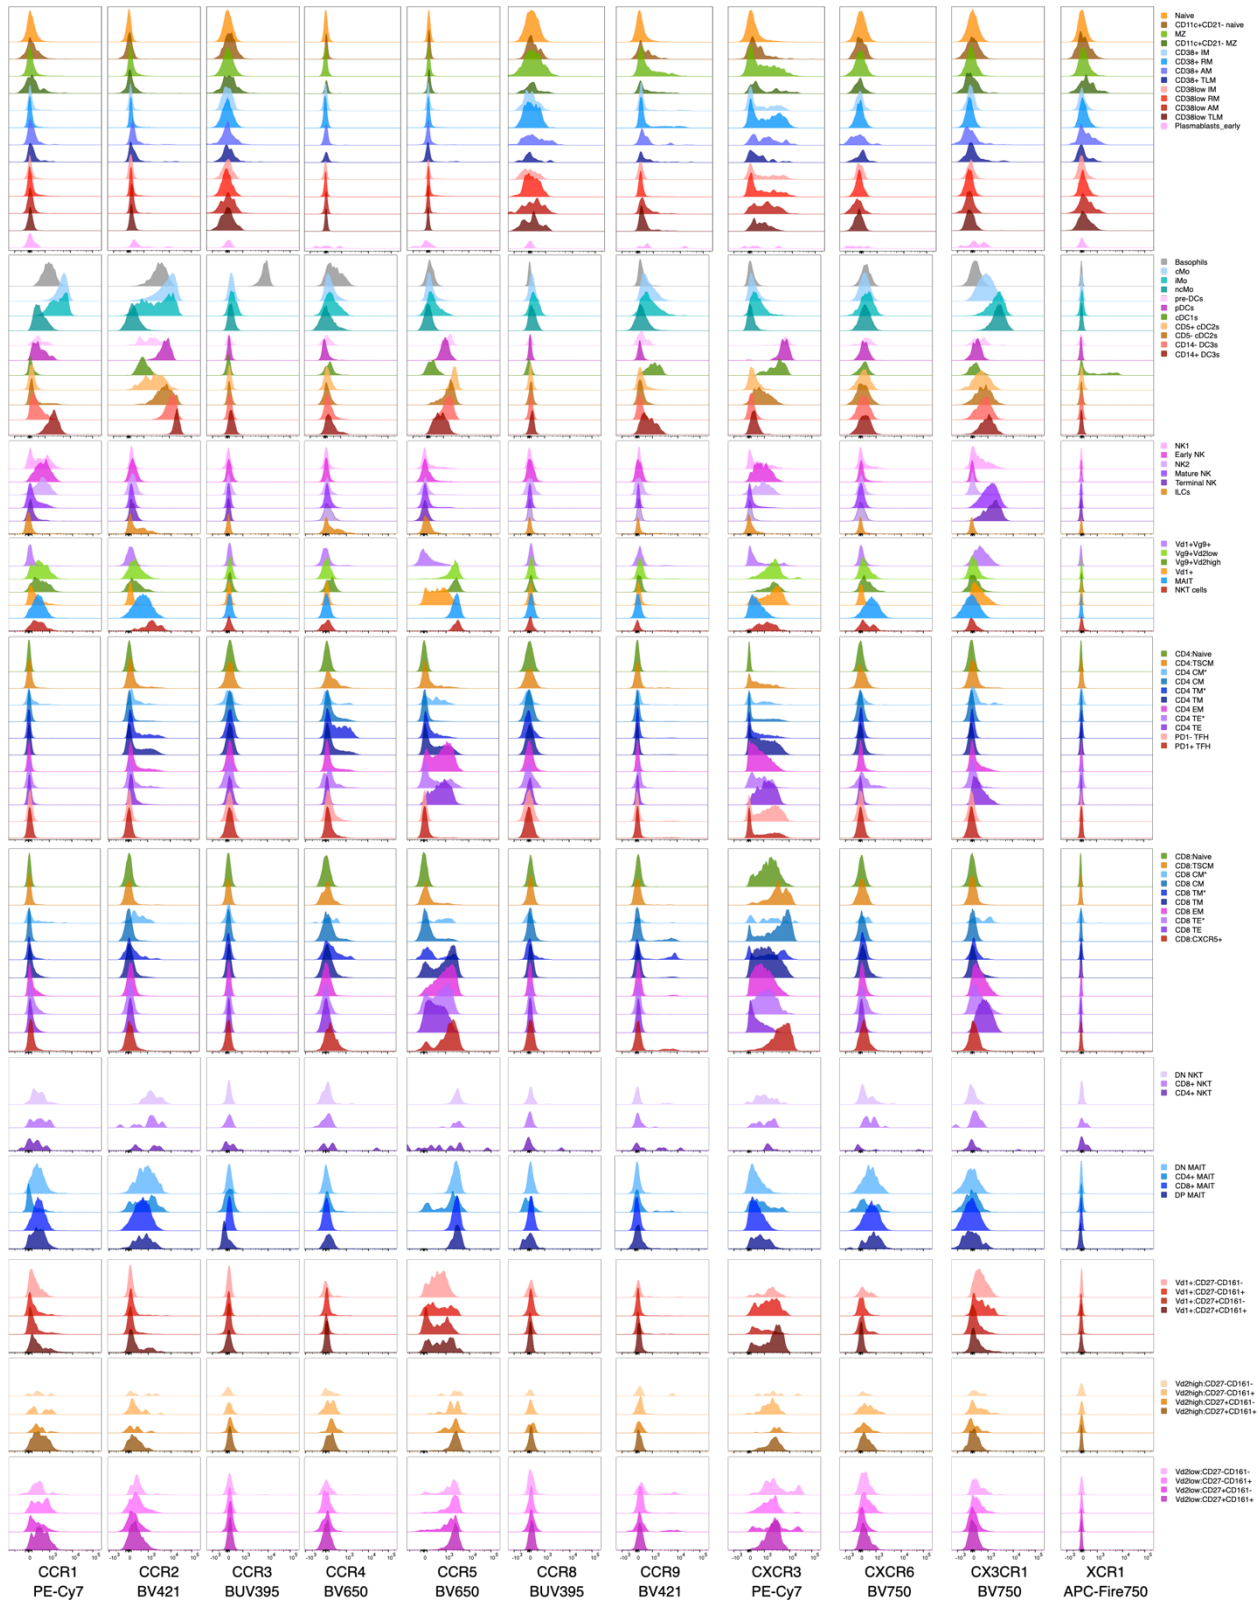 Naive
CD11c+CD21- naive
MZ
CD11c+CD21- MZ
CD38+ IM
CD38+ RM
CD38+ AM
CD38+ TLM
CD38low IM
CD38low RM
CD38low AM
CD38low TLM
Plasmablasts_early
Basophils
cMo
iMo
ncMo
pre-DCs
pDCs
cDC1s
CD5+ cDC2s
CD5- cDC2s
CD14- DC3s
CD14+ DC3s
NK1
Early NK
NK2
Mature NK
Terminal NK
ILCs
Vd1+Vg9+
Vg9+Vd2low
Vg9+Vd2high
Vd1+
MAIT
NKT cells
CD4:Naive
CD4:TSCM
CD4 CM*
CD4 CM
CD4 TM*
CD4 TM
CD4 EM
CD4 TE*
CD4 TE
PD1- TFH
PD1+ TFH
CD8:Naive
CD8:TSCM
CD8 CM*
CD8 CM
CD8 TM*
CD8 TM
CD8 EM
CD8 TE*
CD8 TE
CD8:CXCR5+
DN NKT
CD8+ NKT
CD4+ NKT
DN MAIT
CD4+ MAIT
CD8+ MAIT
DP MAIT
Vd1+:CD27-CD161-
Vd1+:CD27-CD161+
Vd1+:CD27+CD161-
Vd1+:CD27+CD161+
Vd2high:CD27-CD161-
Vd2high:CD27-CD161+
Vd2high:CD27+CD161-
Vd2high:CD27+CD161+
Vd2low:CD27-CD161-
Vd2low:CD27-CD161+
Vd2low:CD27+CD161-
Vd2low:CD27+CD161+
CCR1 CCR2 CCR3 CCR4 CCR5 CCR8 CCR9 CXCR3 CXCR6 CX3CR1 XCR1
PE-Cy7 BV421 BUV395 BV650 BV650 BUV395 BV421 PE-Cy7 BV750 BV750 APC-Fire750